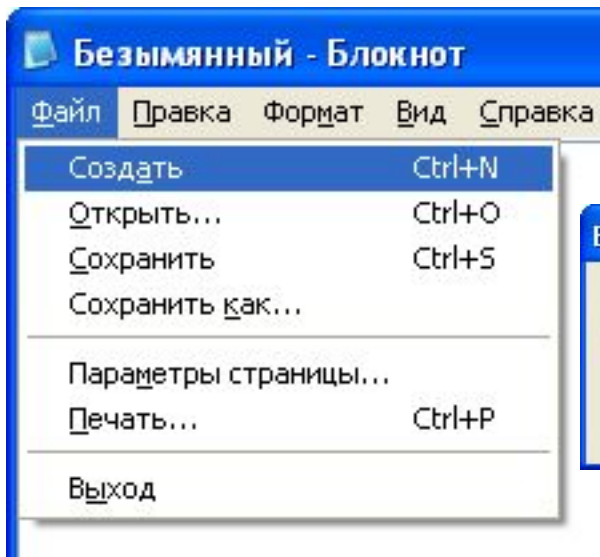 Безымянный - Блокнот
Файл Правка Формат Вид Справка
Создать Ctrl+N
Открыть... Ctrl+O
Сохранить Ctrl+S
Сохранить как...
Параметры страницы...
Печать... Ctrl+P
Выход